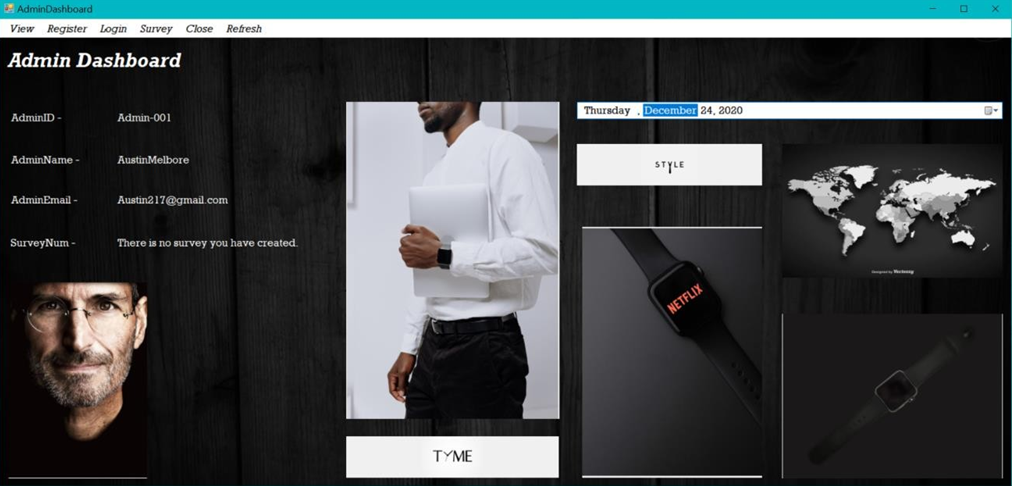 AdminDashboard
View Register Login Survey Close Refresh
Admin Dashboard
AdminID - Admin-001
AdminName - AustinMelbore
AdminEmail - Austin217@gmail.com
SurveyNum - There is no survey you have created.
Thursday , December 24, 2020
STYLE
NETFLIX
Designed by Vecteezy
TYME